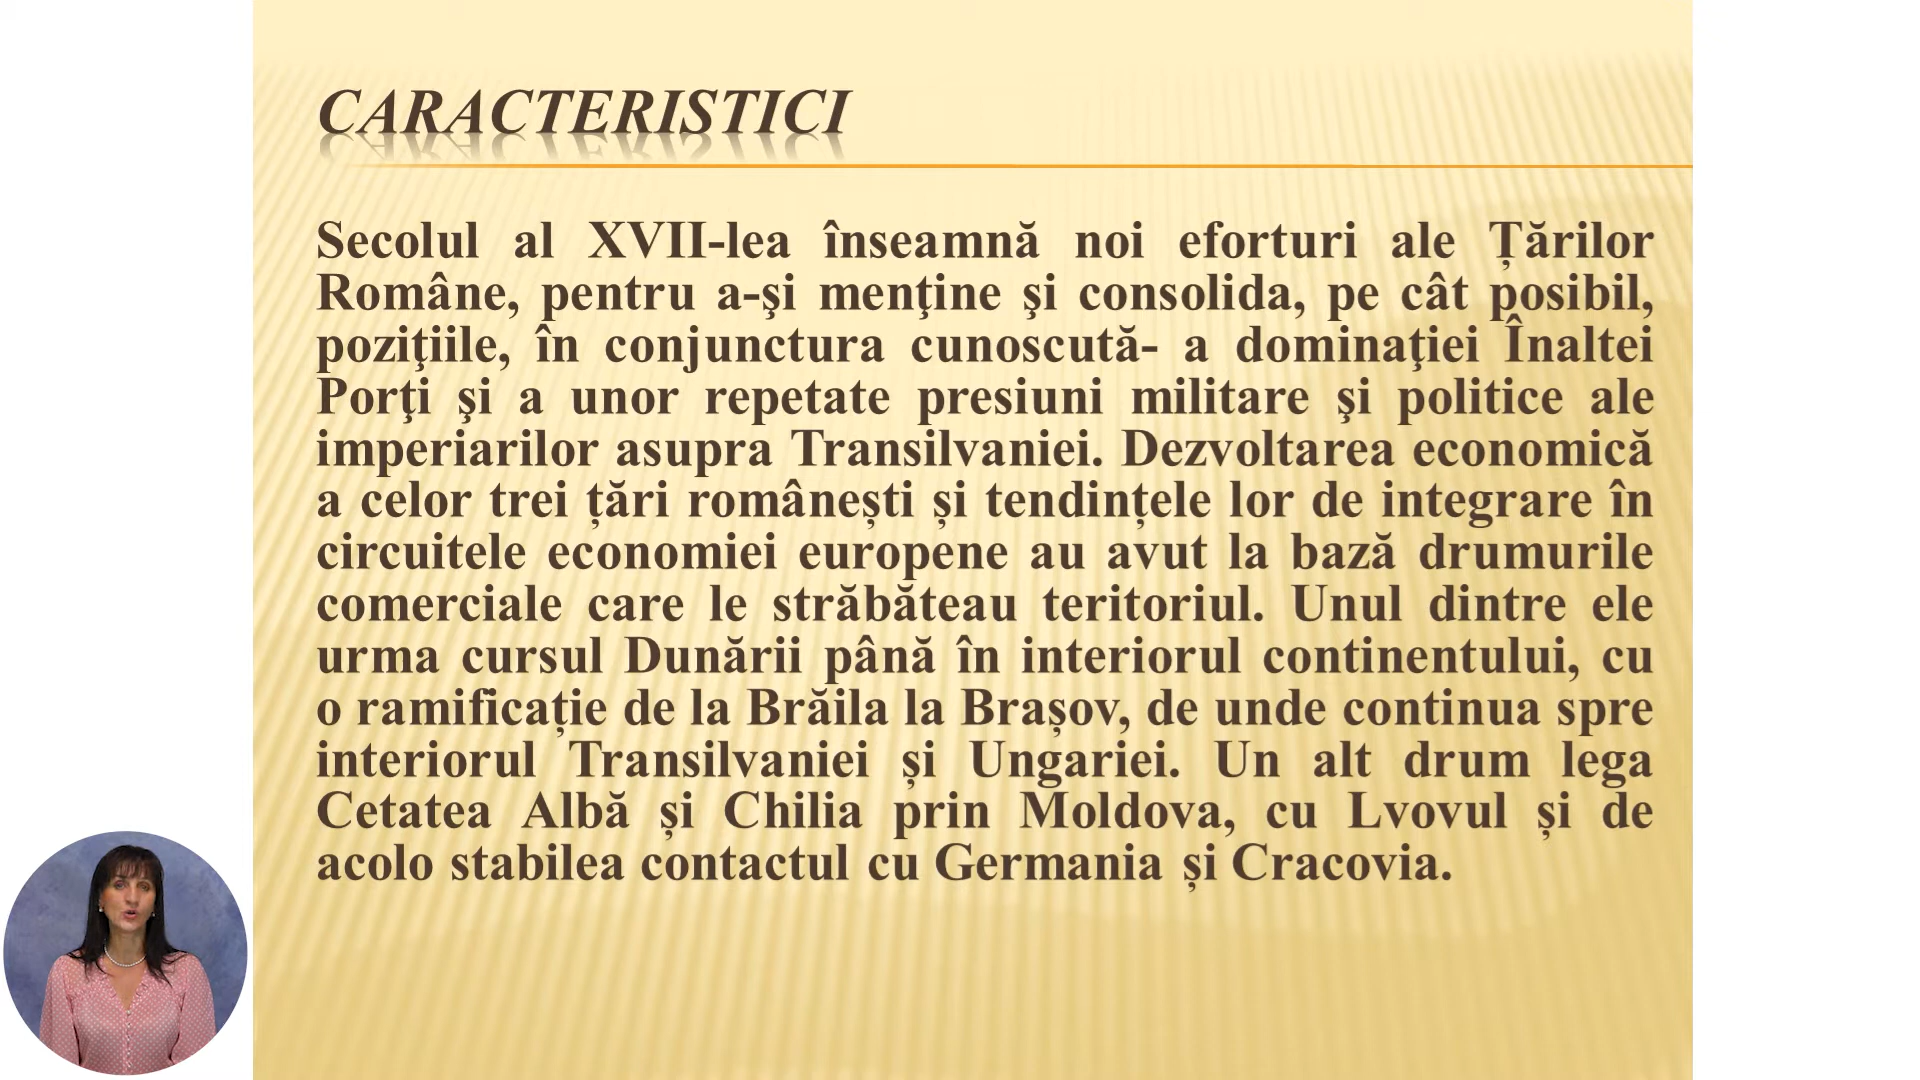 CARACTERISTICI
Secolul al XVII-lea înseamnă noi eforturi ale Țărilor
Române, pentru a-şi menţine şi consolida, pe cât posibil,
poziţiile, în conjunctura cunoscută- a dominaţiei Înaltei
Porţi şi a unor repetate presiuni militare şi politice ale
imperiarilor asupra Transilvaniei. Dezvoltarea economică
a celor trei țări românești și tendințele lor de integrare în
circuitele economiei europene au avut la bază drumurile
comerciale care le străbăteau teritoriul. Unul dintre ele
urma cursul Dunării până în interiorul continentului, cu
o ramificație de la Brăila la Brașov, de unde continua spre
interiorul Transilvaniei și Ungariei. Un alt drum lega
Cetatea Albă și Chilia prin Moldova, cu Lvovul și de
acolo stabilea contactul cu Germania și Cracovia.